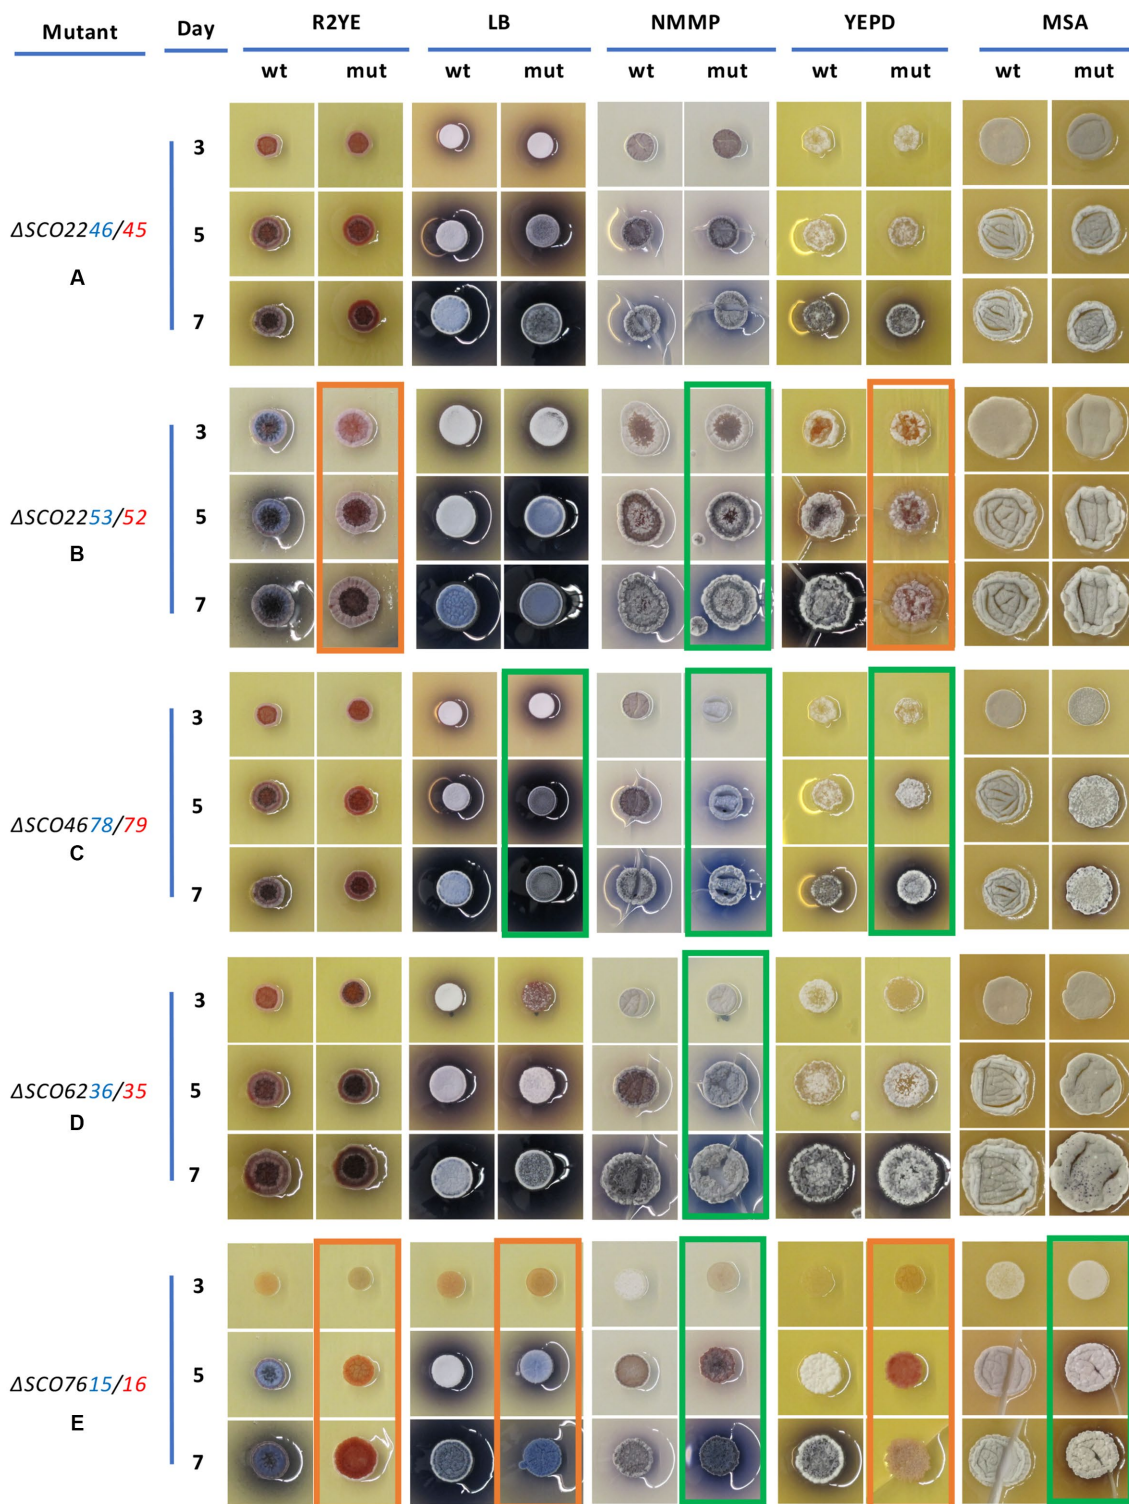 Mutant Day R2YE LB NMMP YEPD MSA
wt mut wt mut wt mut wt mut wt mut
3
ΔSCO2246/45 5
A
7
3
ΔSCO2253/52 5
B
7
3
5
ΔSCO4678/79
C
7
3
ΔSCO6236/35 5
D
7
3
5
ΔSCO7615/16
E
7